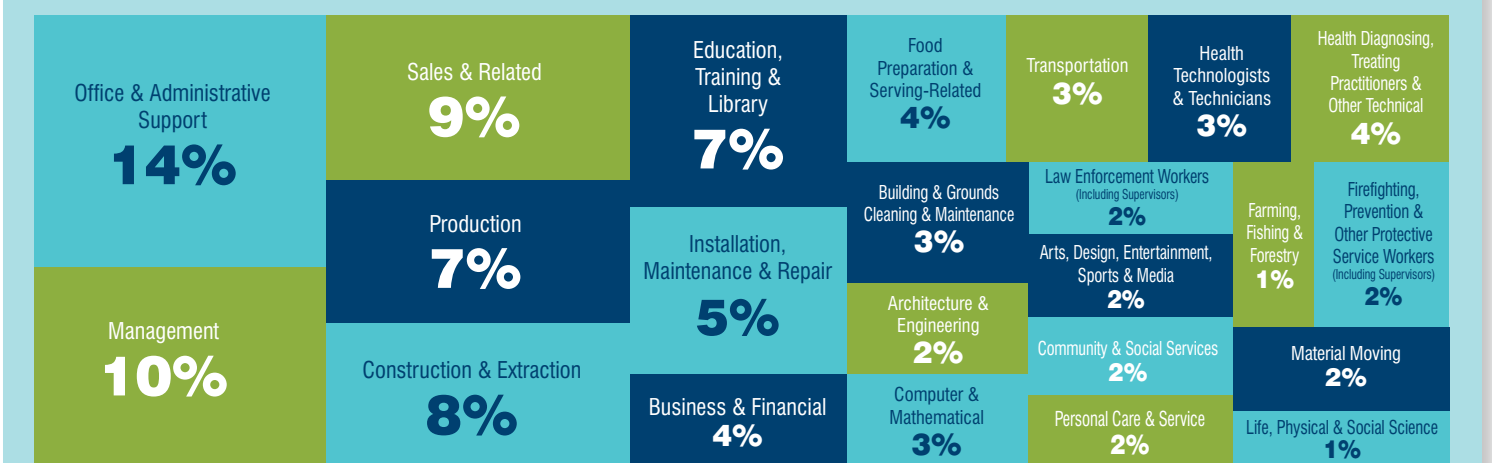 Office & Administrative
Support
14%
Management
10%
Sales & Related
9%
Production
7%
Construction & Extraction
8%
Education,
Training &
Library
7%
Installation,
Maintenance & Repair
5%
Business & Financial
4%
Food
Preparation &
Serving-Related
4%
Transportation
3%
Health
Technologists
& Technicians
3%
Health Diagnosing,
Treating
Practitioners &
Other Technical
4%
Building & Grounds
Cleaning & Maintenance
3%
Architecture &
Engineering
2%
Computer &
Mathematical
3%
Law Enforcement Workers
(Including Supervisors)
2%
Arts, Design, Entertainment,
Sports & Media
2%
Community & Social Services
2%
Personal Care & Service
2%
Farming,
Fishing &
Forestry
1%
Firefighting,
Prevention &
Other Protective
Service Workers
(Including Supervisors)
2%
Material Moving
2%
Life, Physical & Social Science
1%